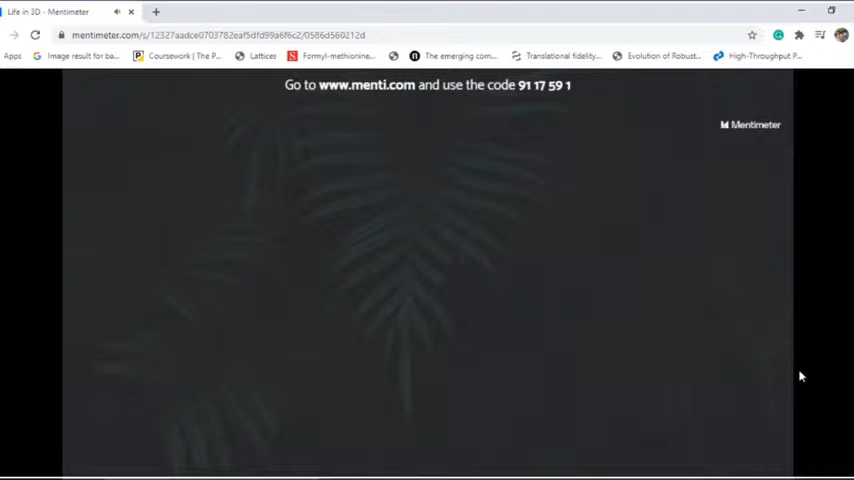 Life in 3D - Mentimeter
mentimeter.com/s/12327aadce0703782eaf5dfd99a6f6c2/0586d560212d
Apps Image result for ba... Coursework | The P... Lattices Formyl-methionine... The emerging com... Translational fidelity... Evolution of Robust... High-Throughput P...
Go to www.menti.com and use the code 91 17 59 1
Mentimeter